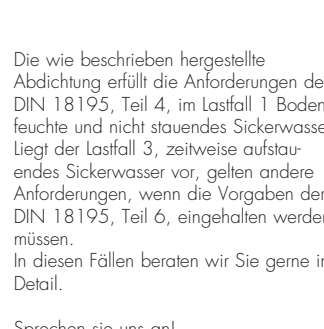 Die wie beschrieben hergestellte
Abdichtung erfüllt die Anforderungen de
DIN 18195, Teil 4, im Lastfall 1 Boden
feuchte und nicht stauendes Sickerwasse
Liegt der Lastfall 3, zeitweise aufstau-
endes Sickerwasser vor, gelten andere
Anforderungen, wenn die Vorgaben der
DIN 18195, Teil 6, eingehalten werden
müssen.
In diesen Fällen beraten wir Sie gerne i
Detail.
Sprechen sie uns an!